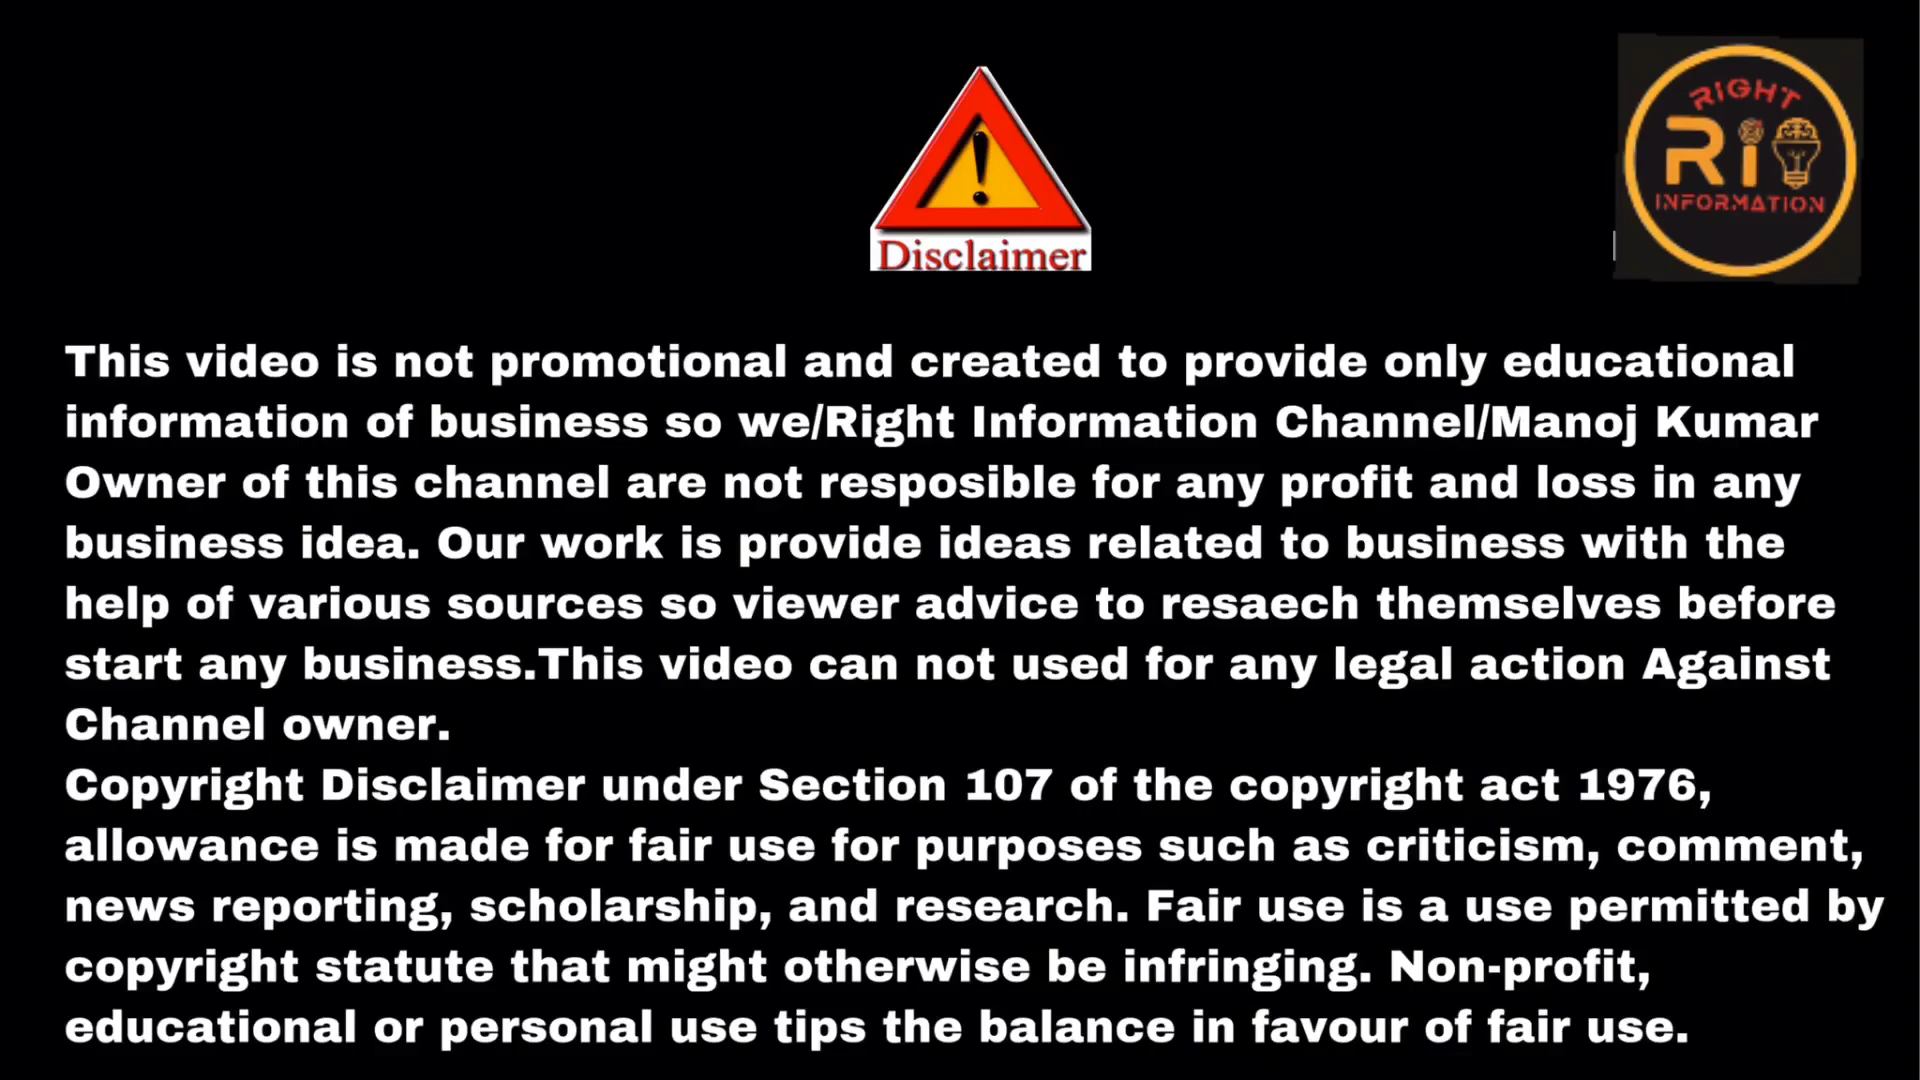 RIGHT
Ri
INFORMATION
Disclaimer
This video is not promotional and created to provide only educational
information of business so we/Right Information Channel/Manoj Kumar
Owner of this channel are not resposible for any profit and loss in any
business idea. Our work is provide ideas related to business with the
help of various sources so viewer advice to resaech themselves before
start any business.This video can not used for any legal action Against
Channel owner.
Copyright Disclaimer under Section 107 of the copyright act 1976,
allowance is made for fair use for purposes such as criticism, comment,
news reporting, scholarship, and research. Fair use is a use permitted by
copyright statute that might otherwise be infringing. Non-profit,
educational or personal use tips the balance in favour of fair use.